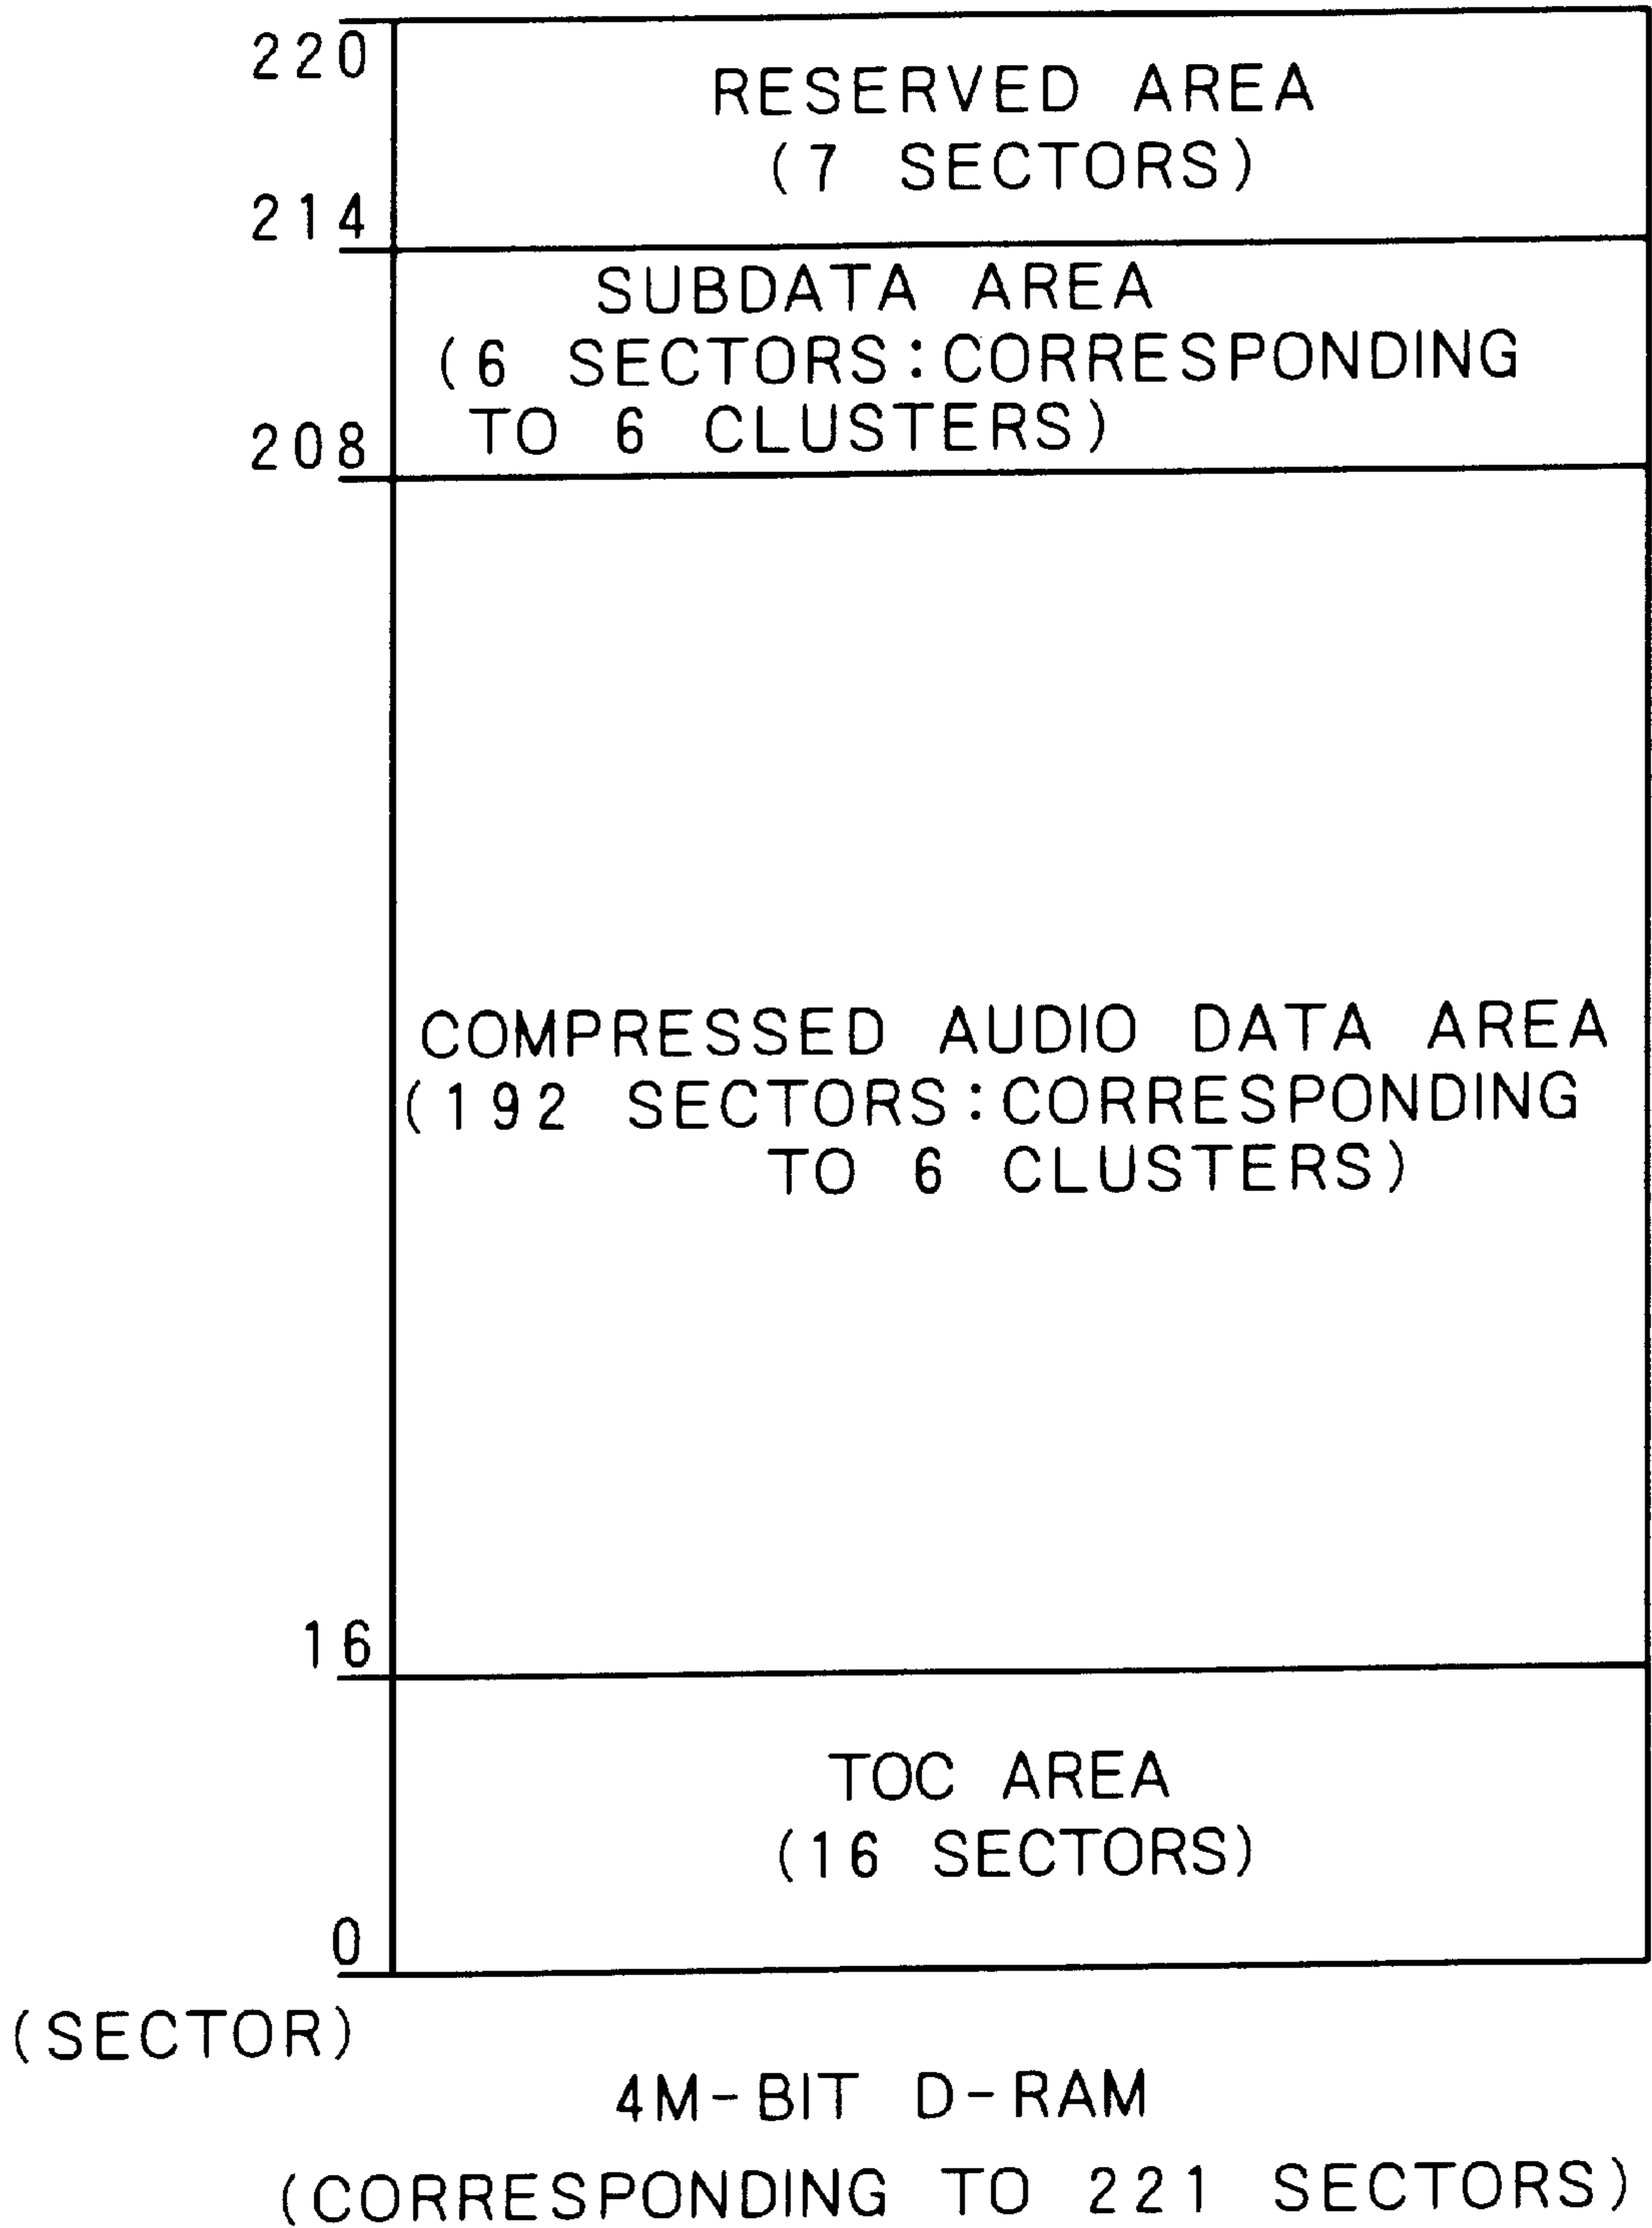 220
RESERVED AREA
(7 SECTORS)
214
SUBDATA AREA
(6 SECTORS:CORRESPONDING
TO 6 CLUSTERS)
208
COMPRESSED AUDIO DATA AREA
(192 SECTORS:CORRESPONDING
TO 6 CLUSTERS)
16
TOC AREA
(16 SECTORS)
0
(SECTOR)
4M-BIT D-RAM
(CORRESPONDING TO 221 SECTORS)